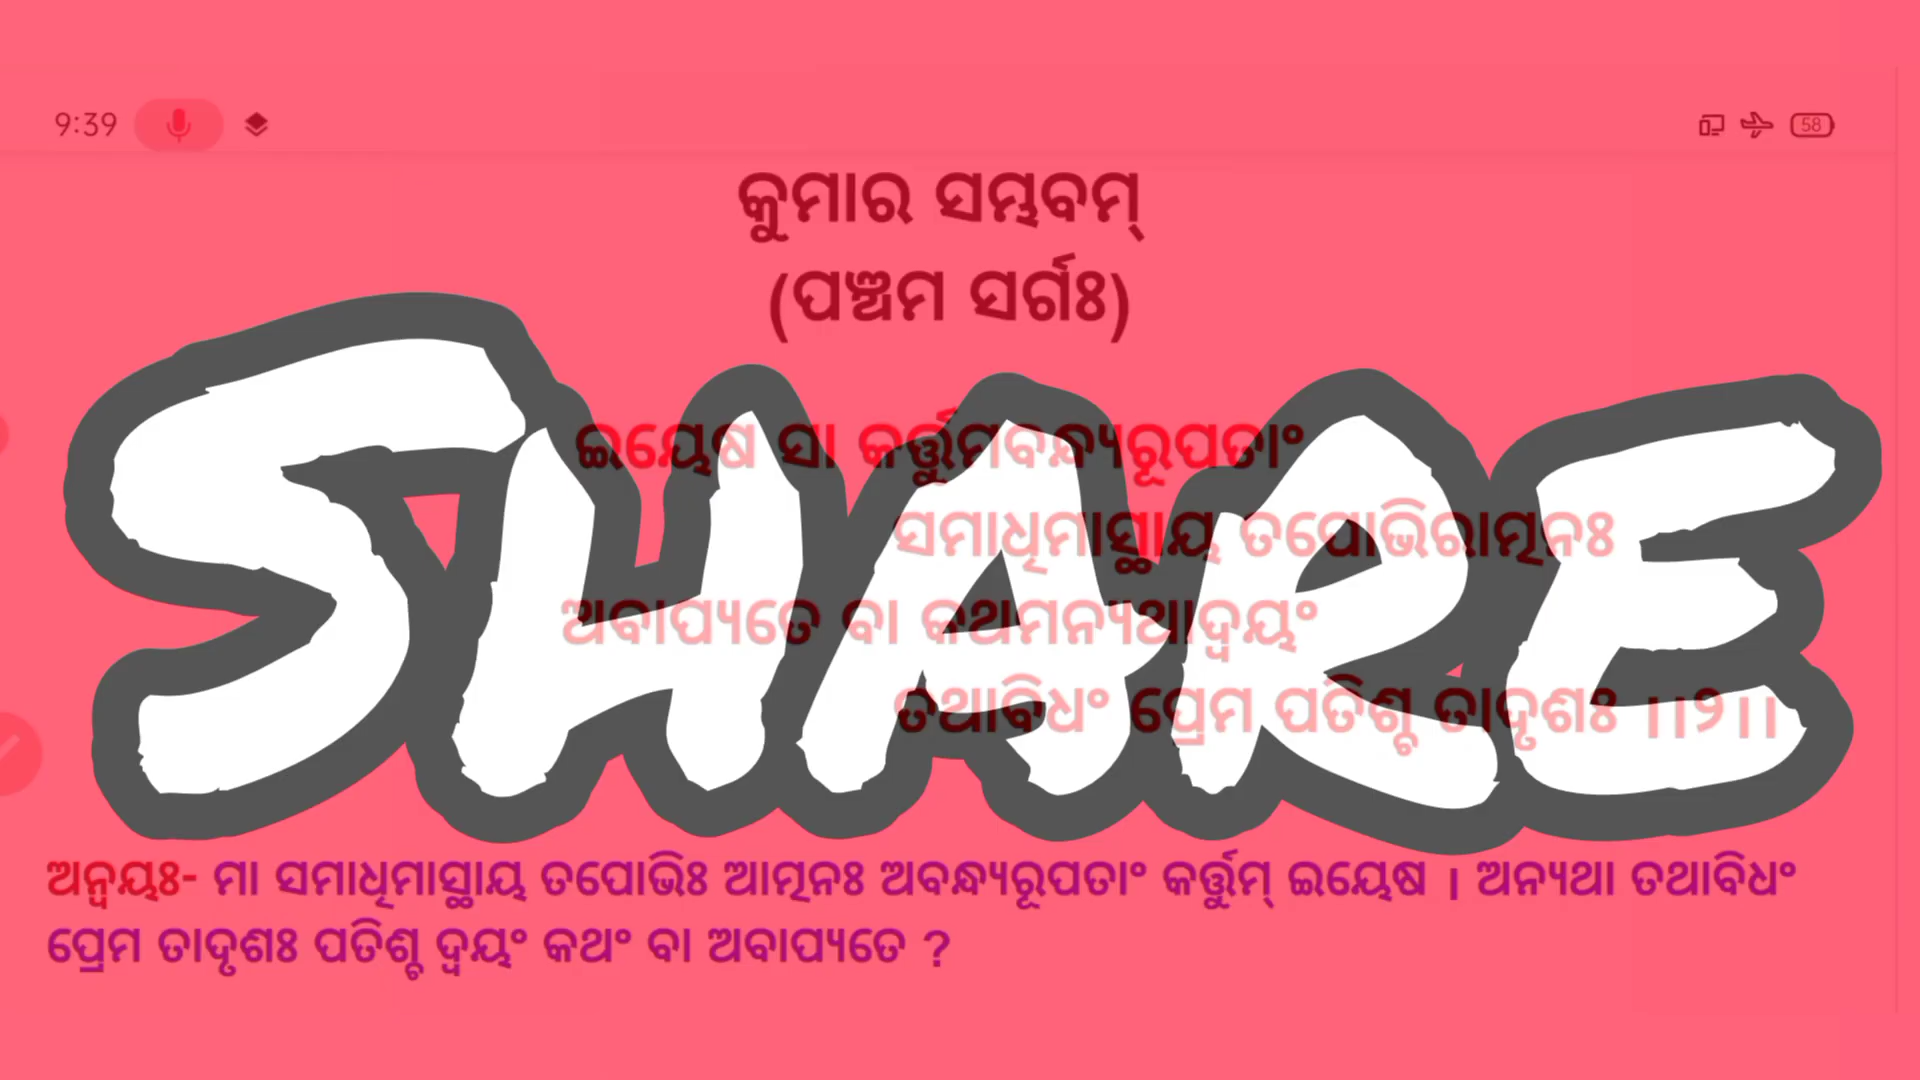 9:39
58
କୁମାର ସମ୍ଭବମ୍
(ପଞ୍ଚମ ସର୍ଗଃ)
SHARE
ଇୟେଷ ସା କର୍ତ୍ତୁମବନ୍ଧ୍ୟରୂପତାଂ
ସମାଧିମାସ୍ଥାୟ ତପୋଭିରାତ୍ମନଃ
ଅବାପ୍ୟତେ ବା କଥମନ୍ୟଥାଦ୍ୱୟଂ
ତଥାବିଧଂ ପ୍ରେମ ପତିଶ୍ଚ ତାଦୃଶଃ ।।୨।।
ଅନ୍ୱୟଃ- ମା ସମାଧିମାସ୍ଥାୟ ତପୋଭିଃ ଆତ୍ମନଃ ଅବନ୍ଧ୍ୟରୂପତାଂ କର୍ତ୍ତୁମ୍ ଇୟେଷ । ଅନ୍ୟଥା ତଥାବିଧଂ
ପ୍ରେମ ତାଦୃଶଃ ପତିଶ୍ଚ ଦ୍ୱୟଂ କଥଂ ବା ଅବାପ୍ୟତେ ?